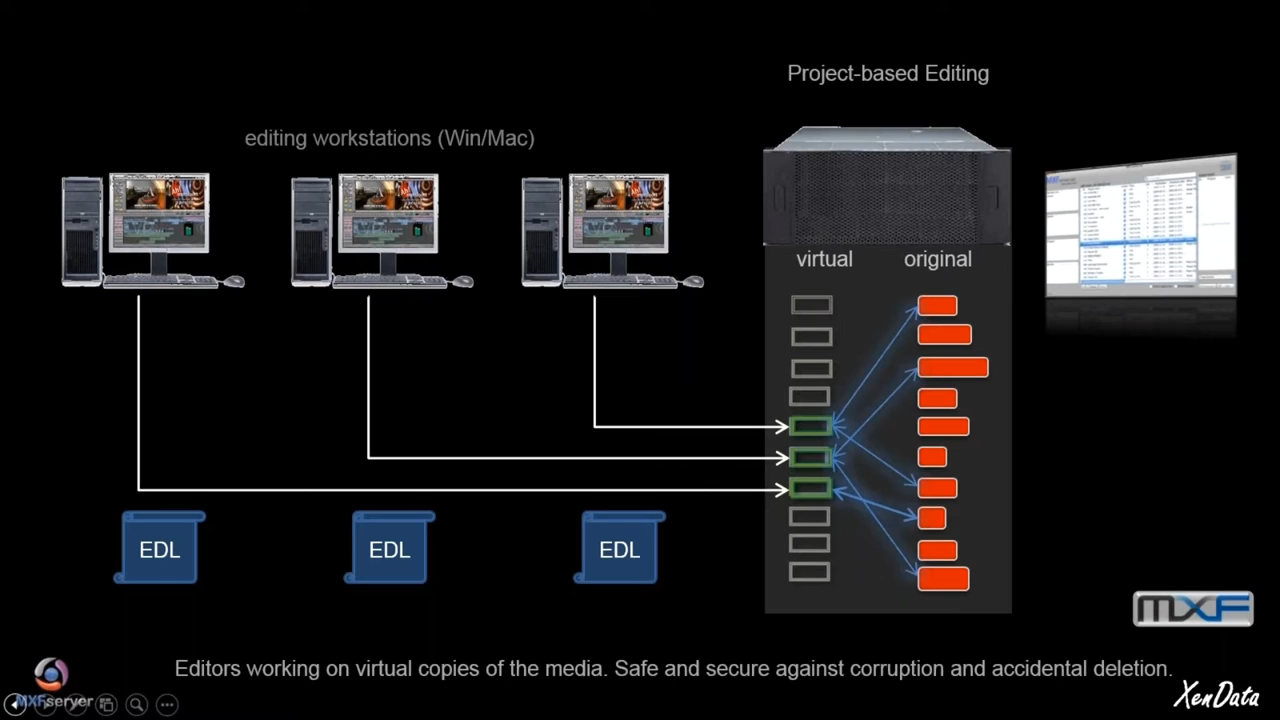 Project-based Editing
editing workstations (Win/Mac)
virtual original
EDL EDL EDL
MXF
Editors working on virtual copies of the media. Safe and secure against corruption and accidental deletion.
MXFserver
XenData